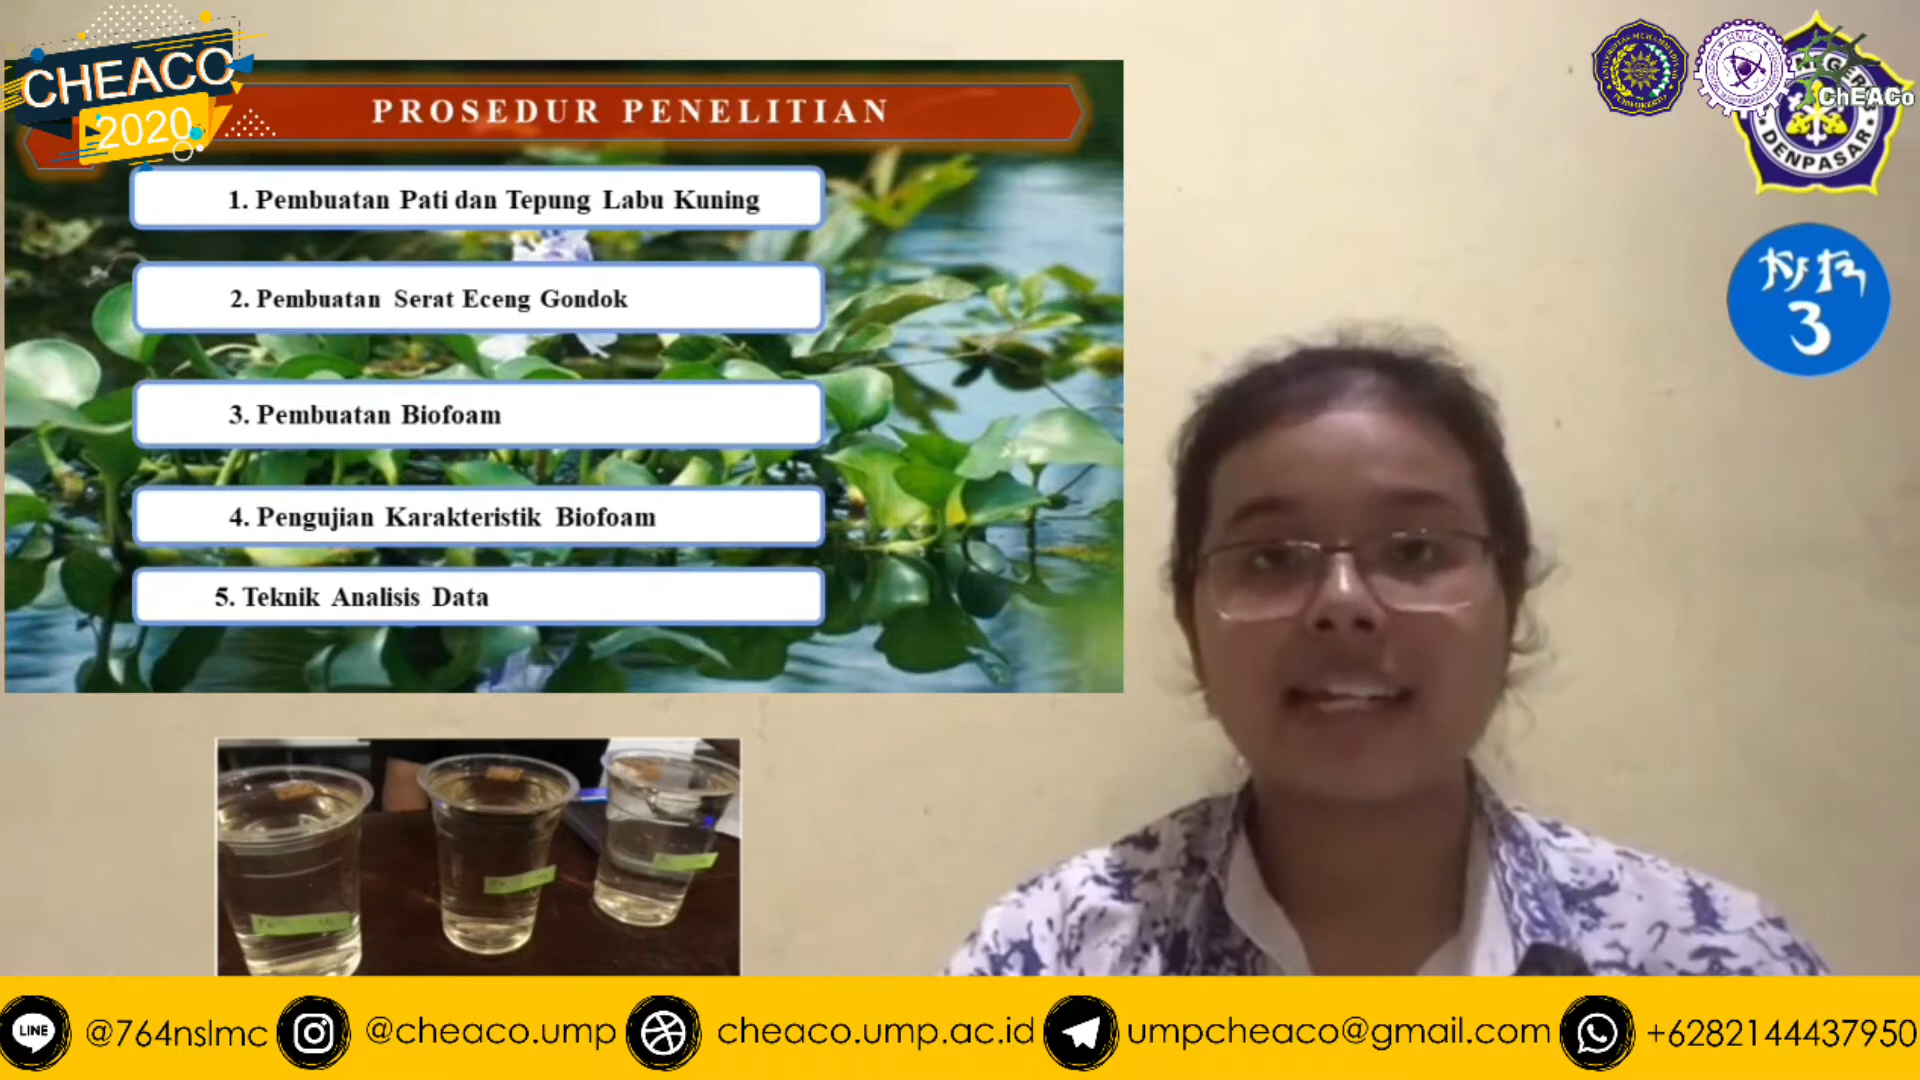 CHEACO
2020
PROSEDUR PENELITIAN
1. Pembuatan Pati dan Tepung Labu Kuning
2. Pembuatan Serat Eceng Gondok
3. Pembuatan Biofoam
4. Pengujian Karakteristik Biofoam
5. Teknik Analisis Data
ChEACo
DENPASAR
3
LINE
@764nslmc
@cheaco.ump
cheaco.ump.ac.id
umpcheaco@gmail.com
+6282144437950